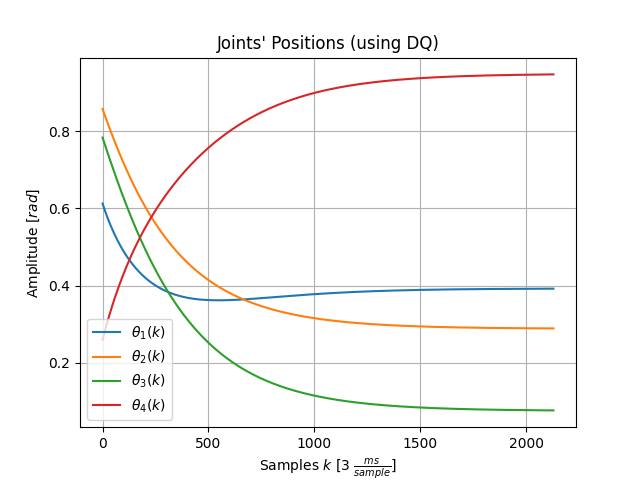 Joints' Positions (using DQ)
Amplitude [rad]
0.8
0.6
0.4
0.2
θ1(k)
θ2(k)
θ3(k)
θ4(k)
0 500 1000 1500 2000
Samples k [3 ms/sample]